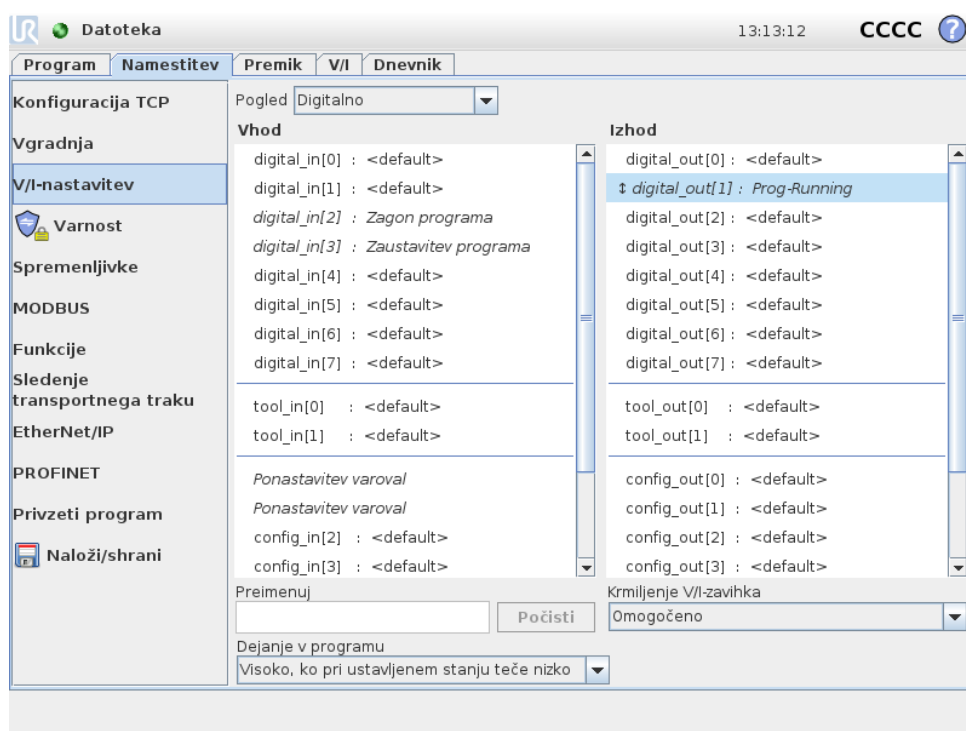 UR Datoteka 13:13:12 CCCC ?
Program Namestitev Premik V/I Dnevnik
Konfiguracija TCP
Vgradnja
V/I-nastavitev
Varnost
Spremenljivke
MODBUS
Funkcije
Sledenje
transportnega traku
EtherNet/IP
PROFINET
Privzeti program
Naloži/shrani
Pogled Digitalno
Vhod
digital_in[0] : <default>
digital_in[1] : <default>
digital_in[2] : Zagon programa
digital_in[3] : Zaustavitev programa
digital_in[4] : <default>
digital_in[5] : <default>
digital_in[6] : <default>
digital_in[7] : <default>
tool_in[0] : <default>
tool_in[1] : <default>
Ponastavitev varoval
Ponastavitev varoval
config_in[2] : <default>
config_in[3] : <default>
Izhod
digital_out[0] : <default>
↕ digital_out[1] : Prog-Running
digital_out[2] : <default>
digital_out[3] : <default>
digital_out[4] : <default>
digital_out[5] : <default>
digital_out[6] : <default>
digital_out[7] : <default>
tool_out[0] : <default>
tool_out[1] : <default>
config_out[0] : <default>
config_out[1] : <default>
config_out[2] : <default>
config_out[3] : <default>
Preimenuj
Počisti
Krmiljenje V/I-zavihka
Omogočeno
Dejanje v programu
Visoko, ko pri ustavljenem stanju teče nizko